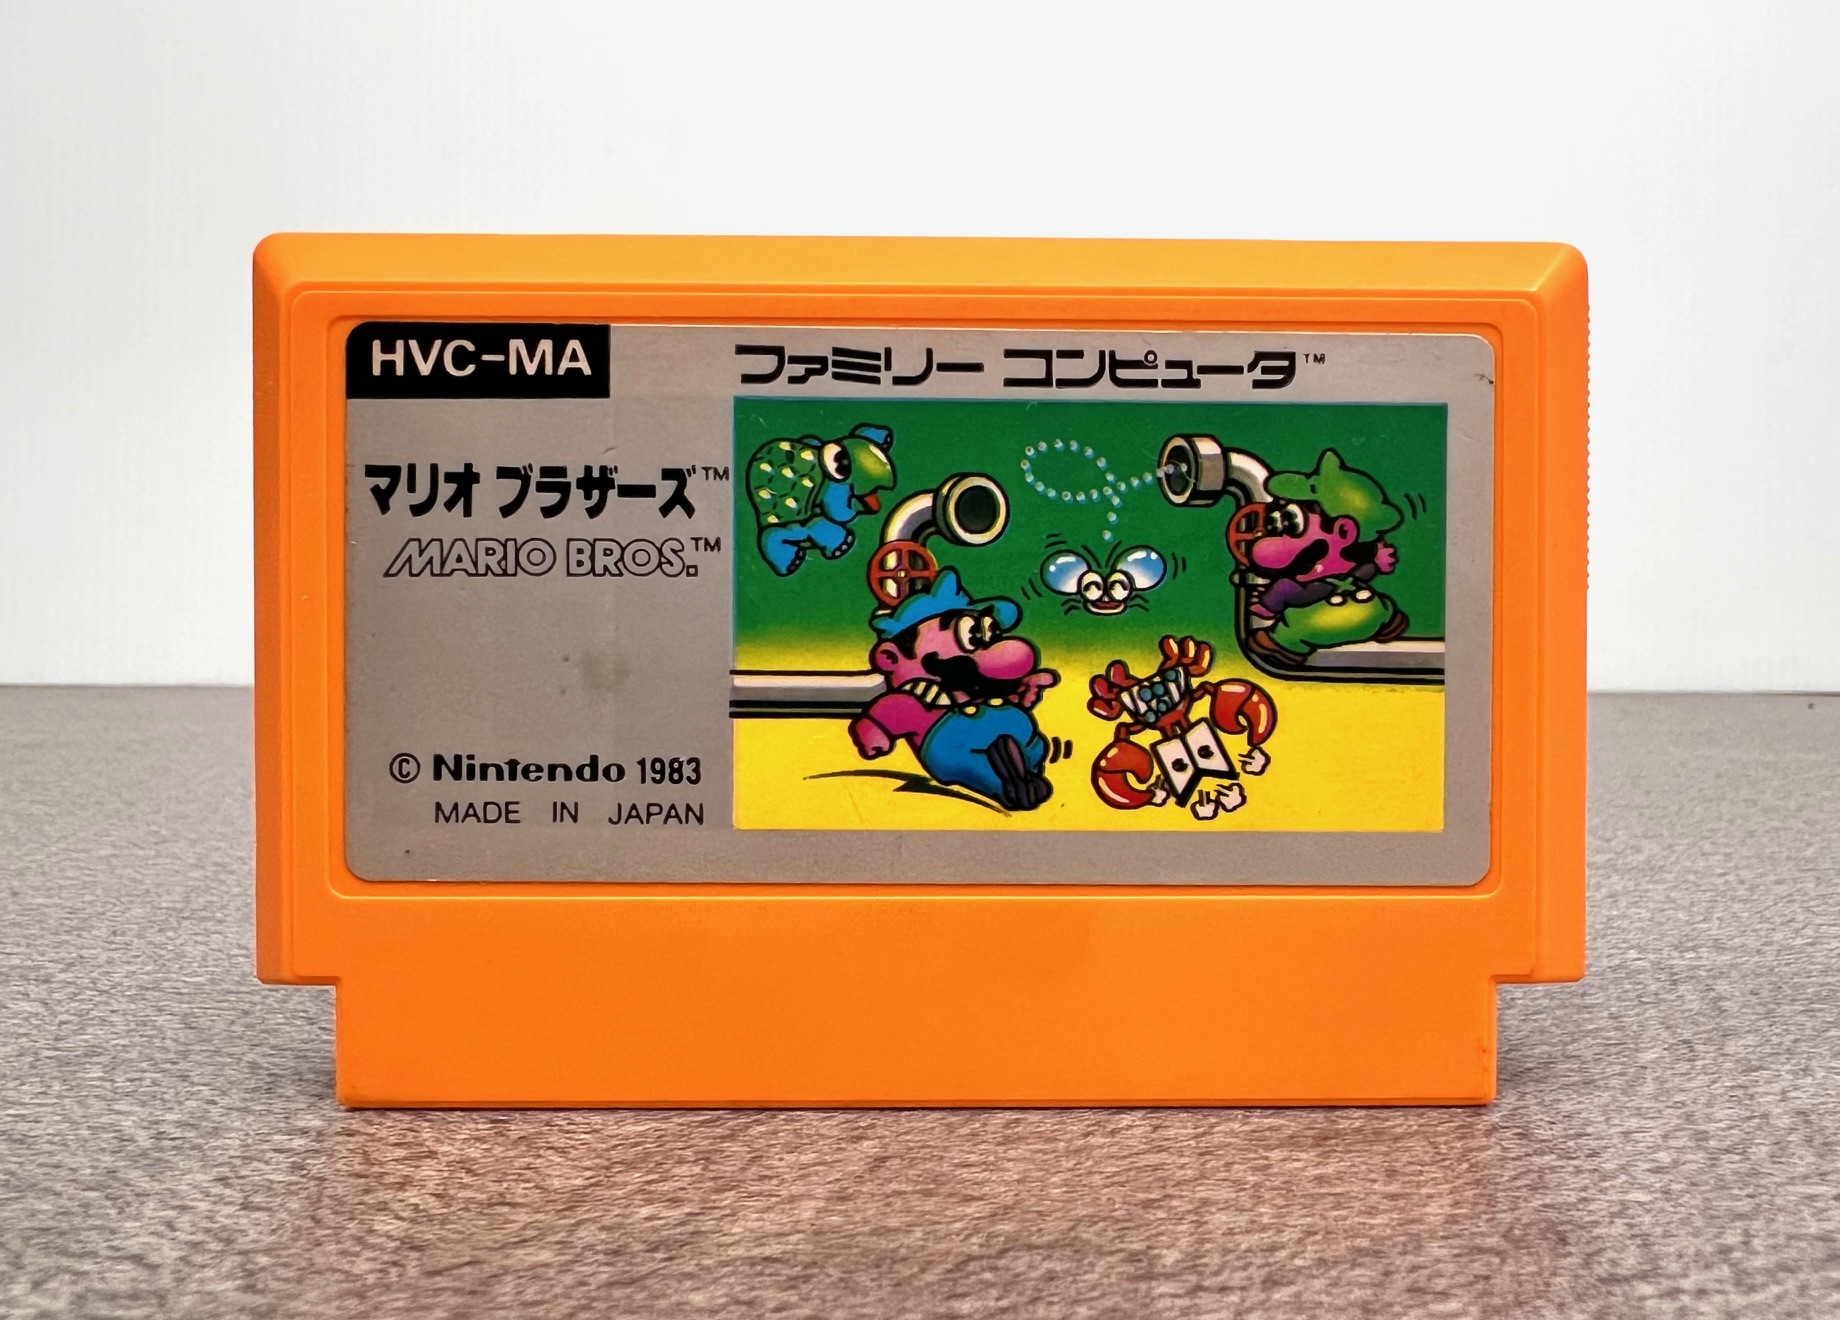 HVC-MA
ファミリー コンピュータ™
マリオ ブラザーズ™
MARIO BROS.™
© Nintendo 1983
MADE IN JAPAN